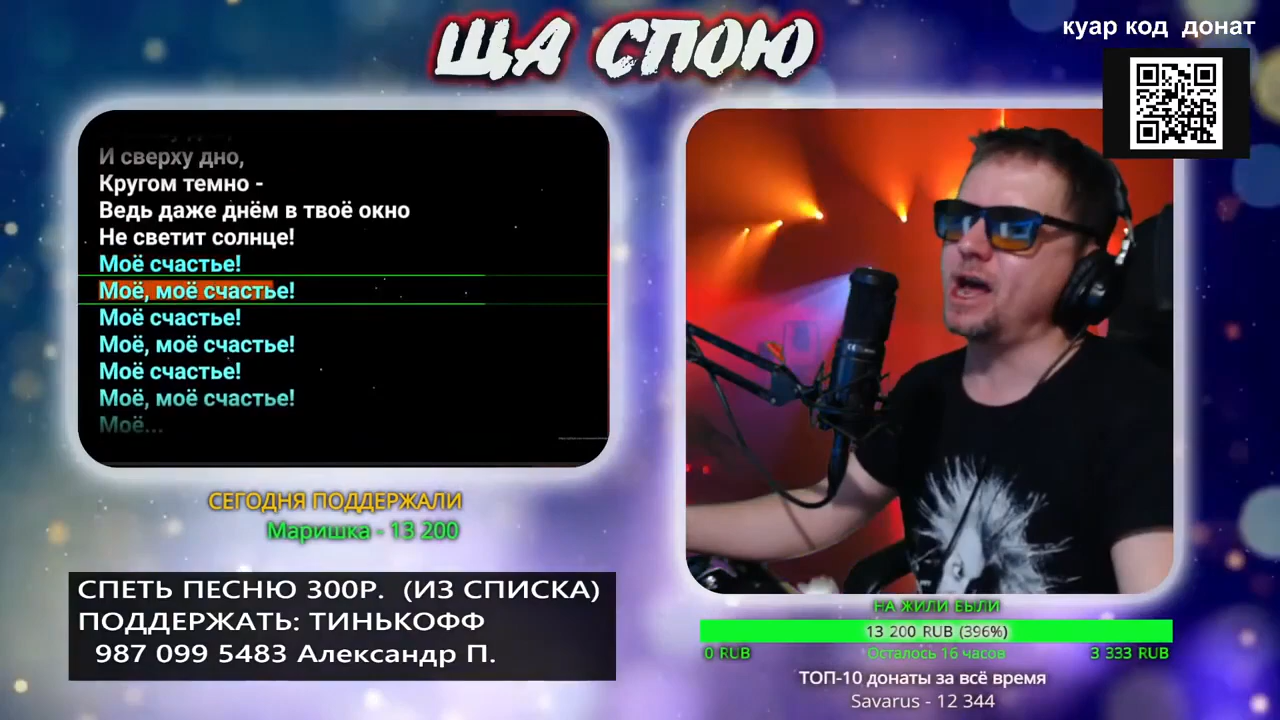 ЩА СПОЮ
куар код донат
И сверху дно,
Кругом темно -
Ведь даже днём в твоё окно
Не светит солнце!
Моё счастье!
Моё, моё счастье!
Моё счастье!
Моё, моё счастье!
Моё счастье!
Моё, моё счастье!
Моё...
СЕГОДНЯ ПОДДЕРЖАЛИ
Маришка - 13 200
СПЕТЬ ПЕСНЮ 300Р. (ИЗ СПИСКА)
ПОДДЕРЖАТЬ: ТИНЬКОФФ
987 099 5483 Александр П.
НА ЖИЛИ БЫЛИ
13 200 RUB (396%)
0 RUB Осталось 16 часов 3 333 RUB
ТОП-10 донаты за всё время
Savarus - 12 344